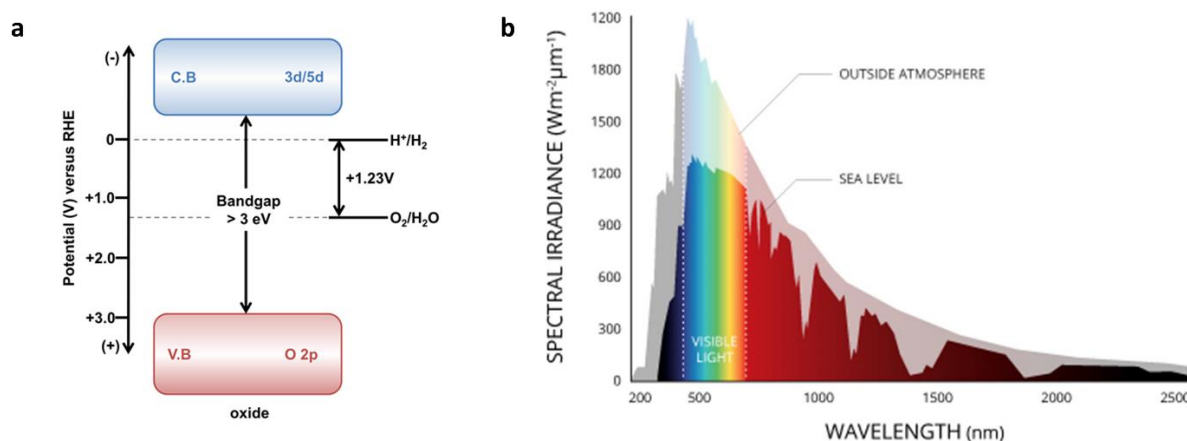 a
Potential (V) versus RHE
(-)
0
+1.0
+2.0
+3.0
(+)
C.B 3d/5d
Bandgap
> 3 eV
V.B O 2p
oxide
H⁺/H₂
+1.23V
O₂/H₂O
b
SPECTRAL IRRADIANCE (Wm⁻²µm⁻¹)
1200
1800
1500
1200
900
600
300
0
OUTSIDE ATMOSPHERE
SEA LEVEL
VISIBLE
LIGHT
200 500 1000 1500 2000 2500
WAVELENGTH (nm)